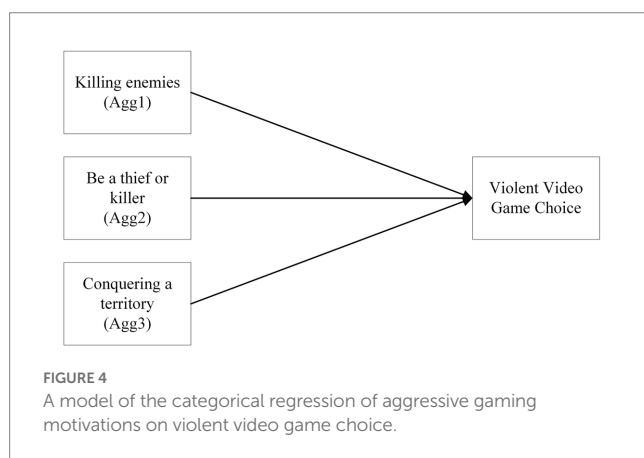 Killing enemies
(Agg1)
Be a thief or
killer
(Agg2)
Conquering a
territory
(Agg3)
Violent Video
Game Choice
FIGURE 4
A model of the categorical regression of aggressive gaming
motivations on violent video game choice.